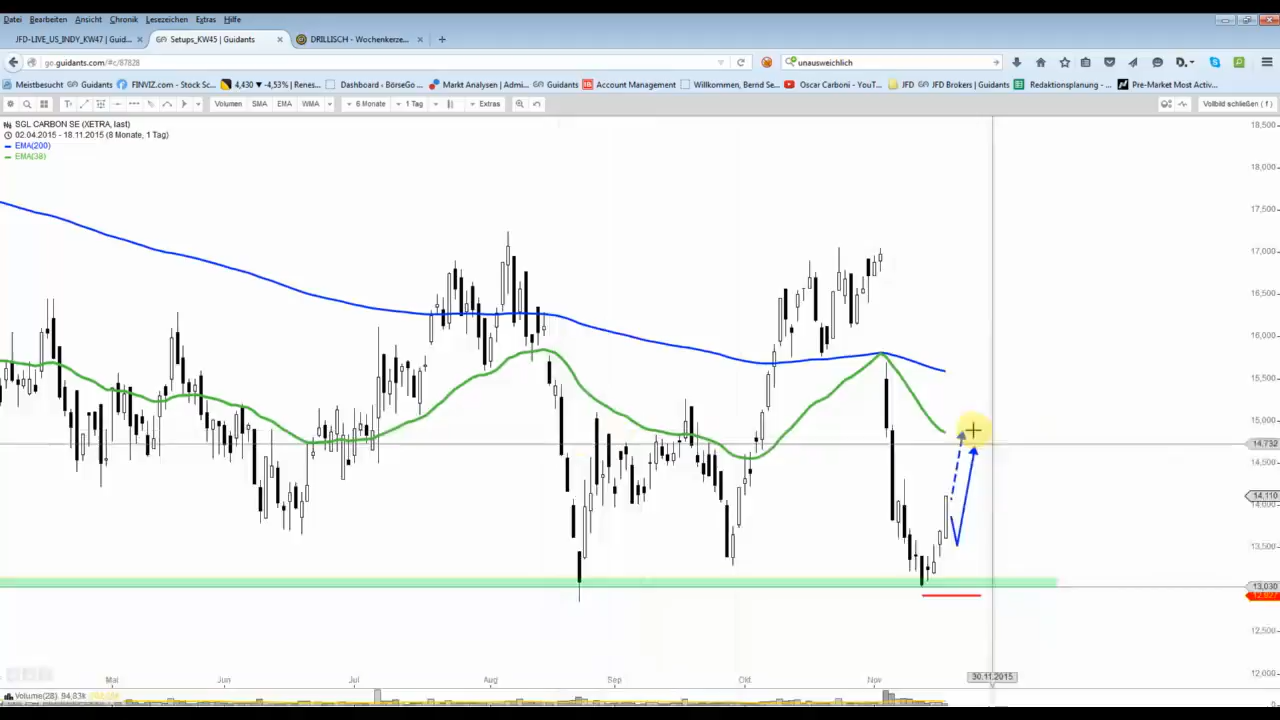 Datei Bearbeiten Ansicht Chronik Lesezeichen Extras Hilfe
JFD-LIVE_US_INDY_KW47 | Guid... × Setups_KW45 | Guidants × DRILLISCH - Wochenkerze... × +
go.guidants.com/#c/87828 unausweichlich
Meistbesucht Guidants FINVIZ.com - Stock Sc... 4,430 ▼ -4,53% | Renes... Dashboard ‹ BörseGo ... Markt Analysen | Guid... Guidants Account Management Willkommen, Bernd Se... Oscar Carboni - YouT... JFD JFD Brokers | Guidants Redaktionsplanung - ... Pre-Market Most Activ...
Volumen SMA EMA WMA 6 Monate 1 Tag Extras Vollbild schließen ( f )
SGL CARBON SE (XETRA, last)
02.04.2015 - 18.11.2015 (8 Monate, 1 Tag)
EMA(200)
EMA(38)
18,500
18,000
17,500
17,000
16,500
16,000
15,500
15,000
14,732
14,500
14,110
14,000
13,500
13,030
12,500
12,000
Mai Jun Jul Aug Sep Okt Nov 30.11.2015
Volume(28) 94,83k